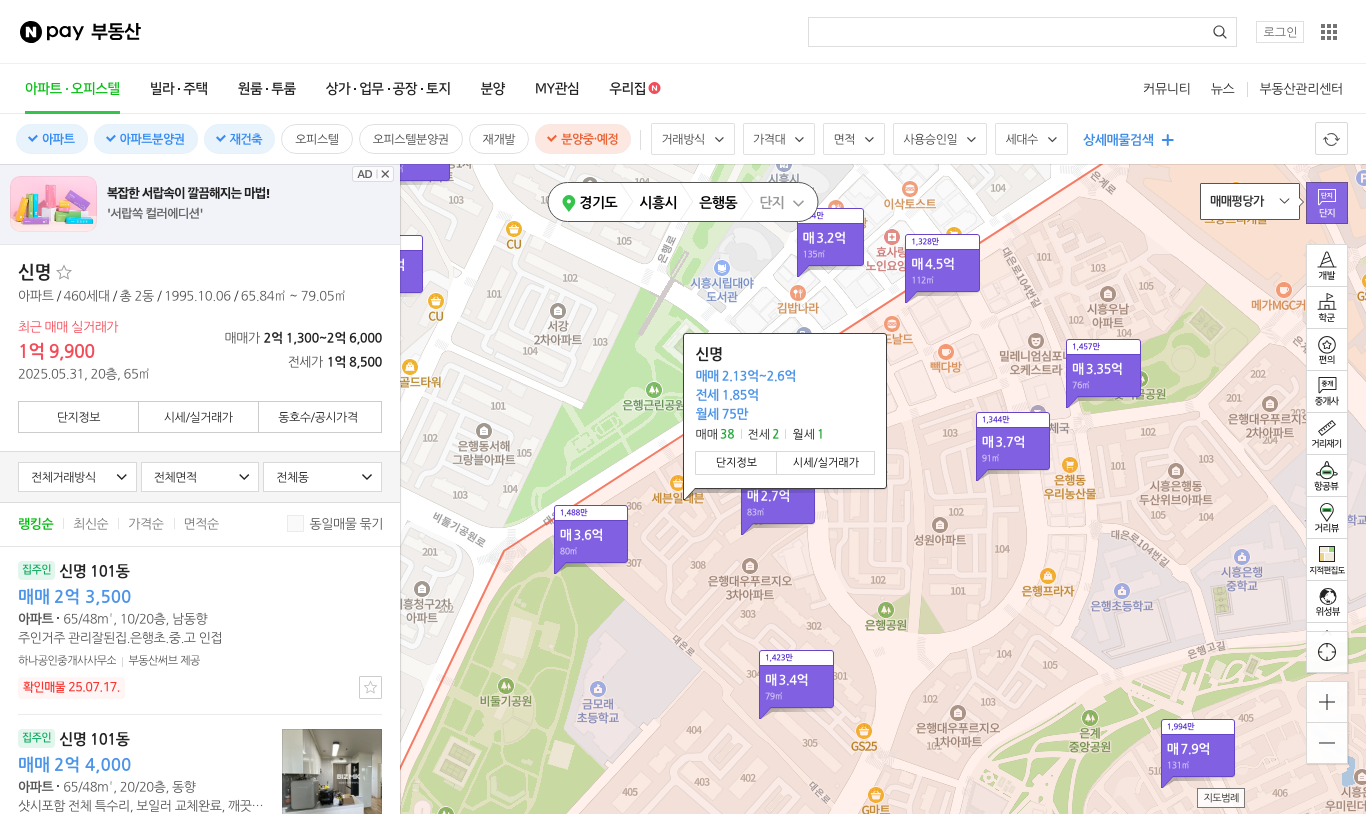 N pay 부동산
로그인
아파트·오피스텔 빌라·주택 원룸·투룸 상가·업무·공장·토지 분양 MY관심 우리집 N
커뮤니티 뉴스 부동산관리센터
아파트 아파트분양권 재건축 오피스텔 오피스텔분양권 재개발 분양중·예정 거래방식 가격대 면적 사용승인일 세대수 상세매물검색
AD
복잡한 서랍속이 깔끔해지는 마법!
'서랍쏙 컬러에디션'
신명
아파트 / 460세대 / 총 2동 / 1995.10.06 / 65.84㎡ ~ 79.05㎡
최근 매매 실거래가
1억 9,900
2025.05.31, 20층, 65㎡
매매가 2억 1,300~2억 6,000
전세가 1억 8,500
단지정보 시세/실거래가 동호수/공시가격
전체거래방식 전체면적 전체동
랭킹순 최신순 가격순 면적순 동일매물 묶기
집주인 신명 101동
매매 2억 3,500
아파트 · 65/48㎡, 10/20층, 남동향
주인거주 관리잘된집.은행초.중.고 인접
하나공인중개사사무소 부동산써브 제공
확인매물 25.07.17.
집주인 신명 101동
매매 2억 4,000
아파트 · 65/48㎡, 20/20층, 동향
샷시포함 전체 특수리, 보일러 교체완료, 깨끗…
경기도 시흥시 은행동 단지
매매평당가
단지
단지
개발
학군
편의
중개
중개사
거리재기
항공뷰
거리뷰
지적편집도
위성뷰
지도범례
신명
매매 2.13억~2.6억
전세 1.85억
월세 75만
매매 38 전세 2 월세 1
단지정보 시세/실거래가
매3.2억
135㎡
1,328만
매4.5억
112㎡
1,457만
매3.35억
76㎡
1,344만
매3.7억
91㎡
매2.7억
83㎡
1,488만
매3.6억
80㎡
1,423만
매3.4억
79㎡
1,994만
매7.9억
131㎡
시흥시
이삭토스트
CU
CU
은행로
시흥시립대야
도서관
김밥나라
서강
2차아파트
골드타워
은행근린공원
은행동서해
그랑블아파트
비둘기공원로
세븐일레븐
은계로
대은로104번길
메가MGC커
시흥우남
아파트
밀레니엄심포니
오케스트라
삑다방
은행동
우리농산물
시흥은행동
두산위브아파트
은행대우푸르지오
2차아파트
성원아파트
대은로104번길
시흥은행
중학교
은행초등학교
은행프라자
은행대우푸르지오
3차아파트
은행공원
대은로
은행고길
비둘기공원
금모래
초등학교
GS25
은행대우푸르지오
1차아파트
은계
중앙공원
G마트
대은로